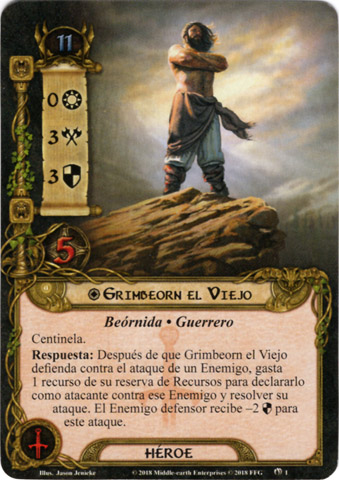 11
0
3
3
5
Grimbeorn el Viejo
Beórnida • Guerrero
Centinela.
Respuesta: Después de que Grimbeorn el Viejo
defienda contra el ataque de un Enemigo, gasta
1 recurso de su reserva de Recursos para declararlo
como atacante contra ese Enemigo y resolver su
ataque. El Enemigo defensor recibe –2 para
este ataque.
HÉROE
Illus. Jason Jenicke © 2018 Middle-earth Enterprises © 2018 FFG 1